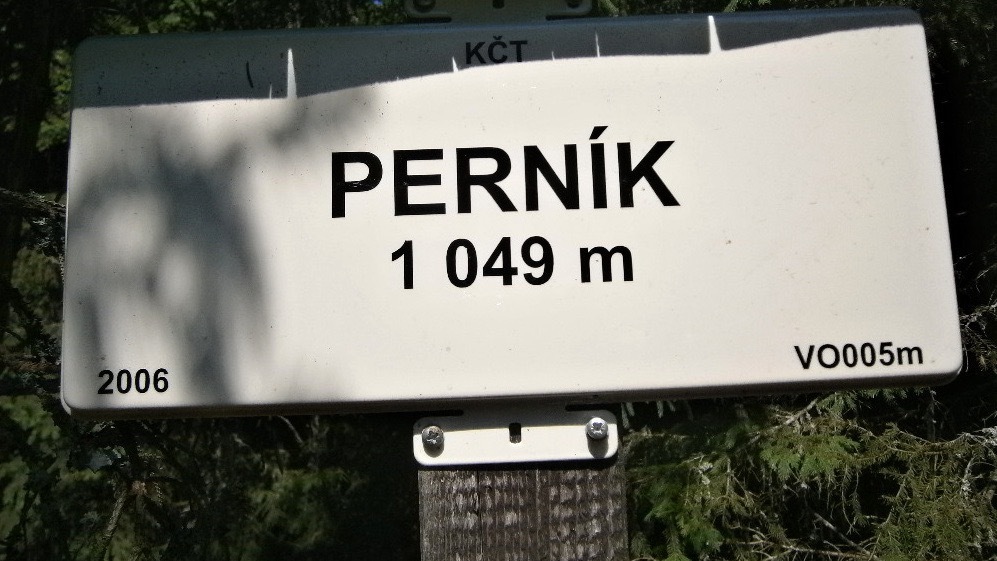 KČT
PERNÍK
1 049 m
2006
VO005m